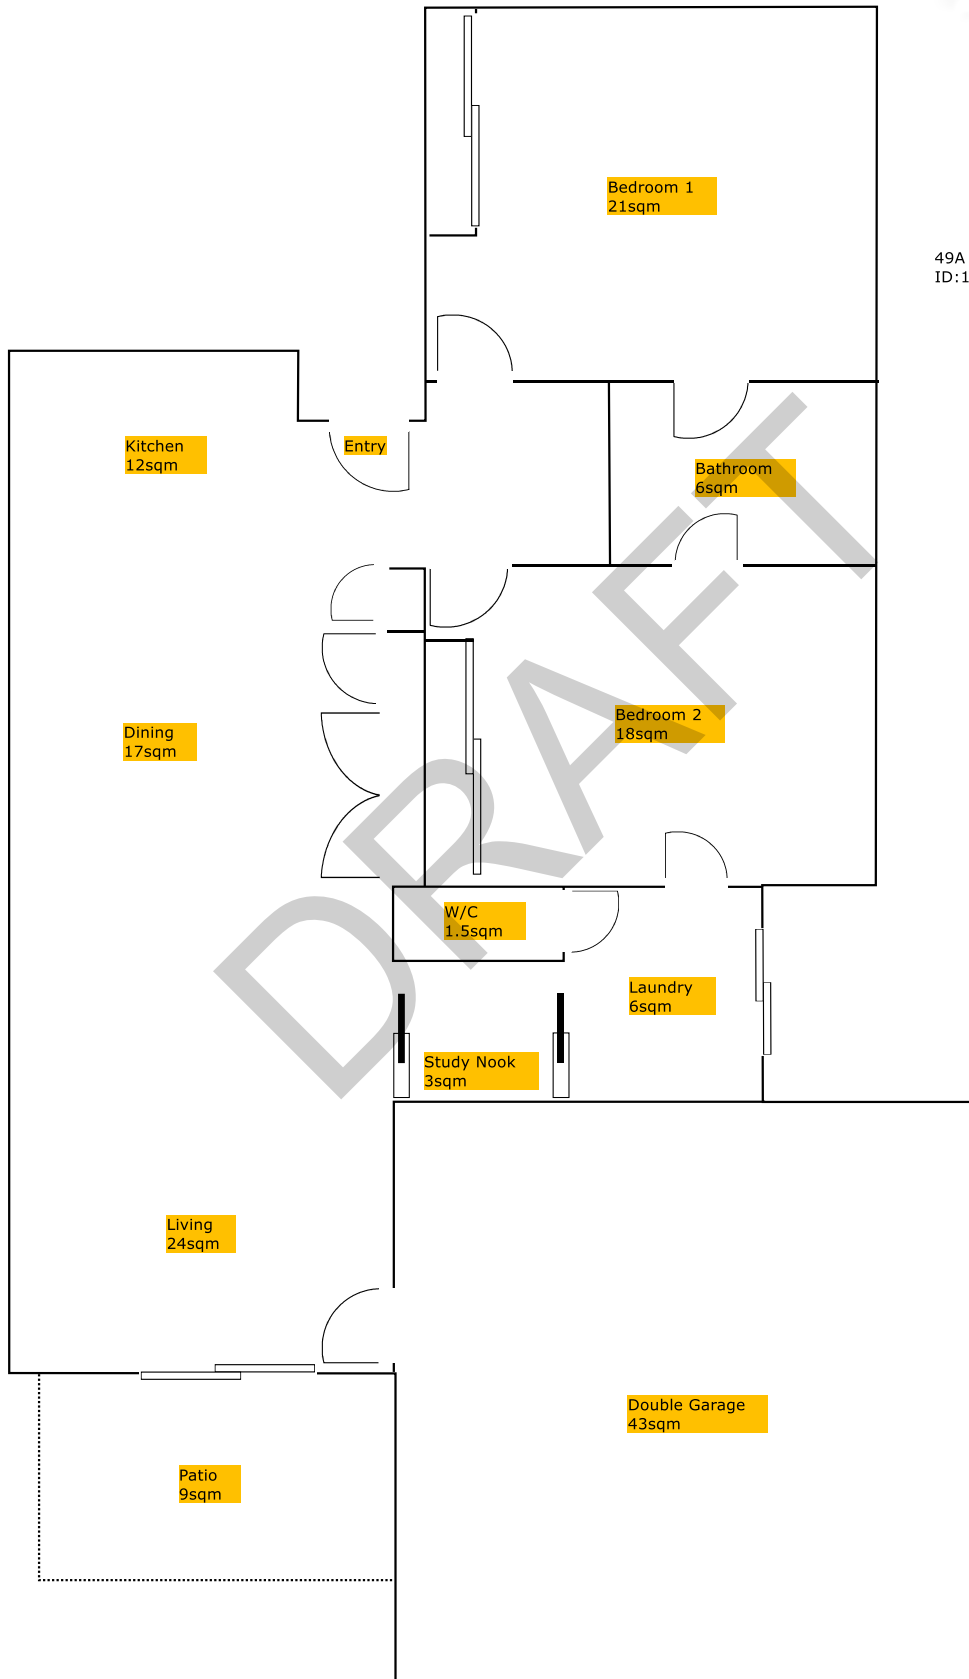 Bedroom 1
21sqm
49A
ID:1
Kitchen
12sqm
Entry
Bathroom
6sqm
Dining
17sqm
Bedroom 2
18sqm
W/C
1.5sqm
Laundry
6sqm
Study Nook
3sqm
Living
24sqm
Double Garage
43sqm
Patio
9sqm
DRAFT